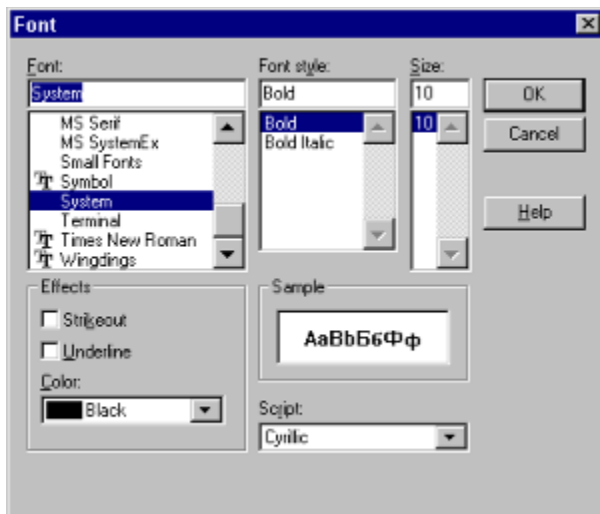 Font
Font:
System
MS Serif
MS SystemEx
Small Fonts
Symbol
System
Terminal
Times New Roman
Wingdings
Font style:
Bold
Bold
Bold Italic
Size:
10
10
OK
Cancel
Help
Effects
Strikeout
Underline
Color:
Black
Sample
AaBbБбФф
Script:
Cyrillic